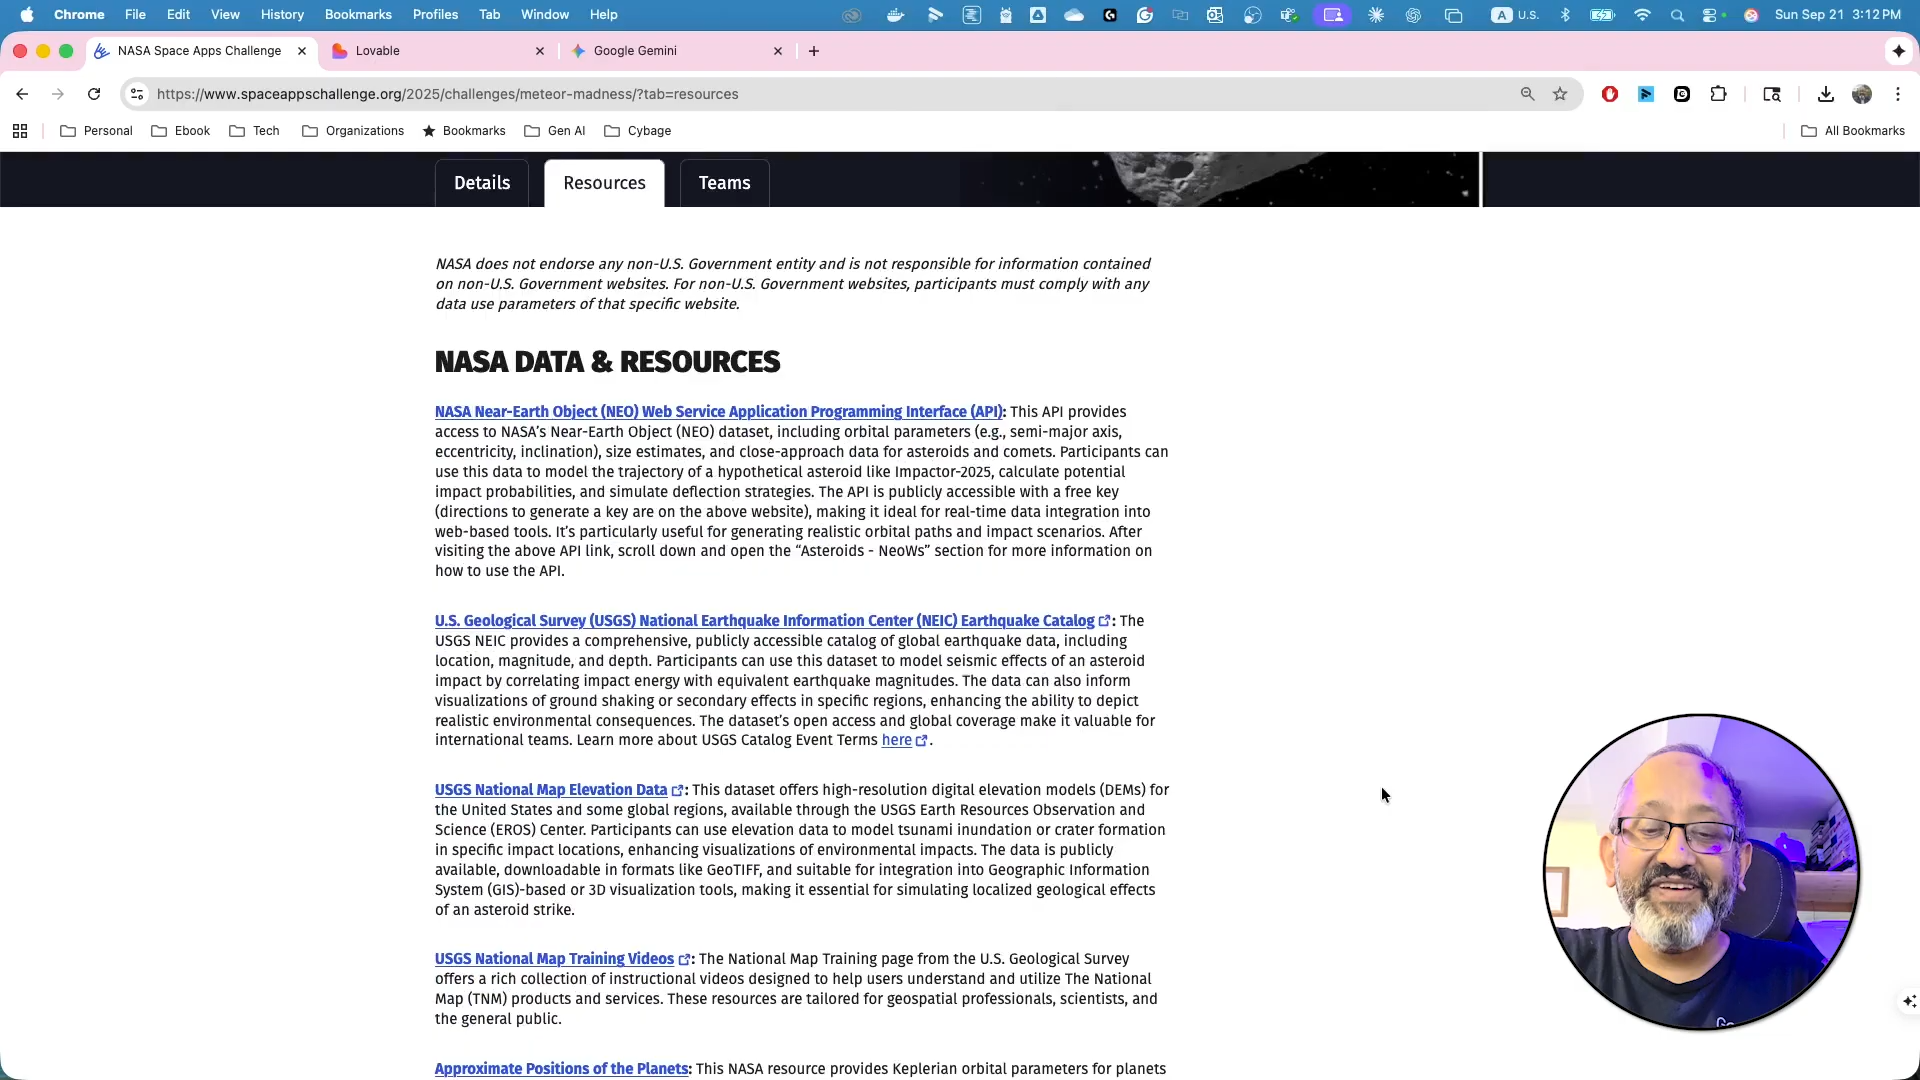 Chrome File Edit View History Bookmarks Profiles Tab Window Help A U.S. Sun Sep 21 3:12 PM
NASA Space Apps Challenge Lovable Google Gemini
https://www.spaceappschallenge.org/2025/challenges/meteor-madness/?tab=resources
Personal Ebook Tech Organizations Bookmarks Gen AI Cybage All Bookmarks
Details Resources Teams
NASA does not endorse any non-U.S. Government entity and is not responsible for information contained
on non-U.S. Government websites. For non-U.S. Government websites, participants must comply with any
data use parameters of that specific website.
NASA DATA & RESOURCES
NASA Near-Earth Object (NEO) Web Service Application Programming Interface (API): This API provides
access to NASA's Near-Earth Object (NEO) dataset, including orbital parameters (e.g., semi-major axis,
eccentricity, inclination), size estimates, and close-approach data for asteroids and comets. Participants can
use this data to model the trajectory of a hypothetical asteroid like Impactor-2025, calculate potential
impact probabilities, and simulate deflection strategies. The API is publicly accessible with a free key
(directions to generate a key are on the above website), making it ideal for real-time data integration into
web-based tools. It's particularly useful for generating realistic orbital paths and impact scenarios. After
visiting the above API link, scroll down and open the “Asteroids - NeoWs” section for more information on
how to use the API.
U.S. Geological Survey (USGS) National Earthquake Information Center (NEIC) Earthquake Catalog : The
USGS NEIC provides a comprehensive, publicly accessible catalog of global earthquake data, including
location, magnitude, and depth. Participants can use this dataset to model seismic effects of an asteroid
impact by correlating impact energy with equivalent earthquake magnitudes. The data can also inform
visualizations of ground shaking or secondary effects in specific regions, enhancing the ability to depict
realistic environmental consequences. The dataset's open access and global coverage make it valuable for
international teams. Learn more about USGS Catalog Event Terms here .
USGS National Map Elevation Data : This dataset offers high-resolution digital elevation models (DEMs) for
the United States and some global regions, available through the USGS Earth Resources Observation and
Science (EROS) Center. Participants can use elevation data to model tsunami inundation or crater formation
in specific impact locations, enhancing visualizations of environmental impacts. The data is publicly
available, downloadable in formats like GeoTIFF, and suitable for integration into Geographic Information
System (GIS)-based or 3D visualization tools, making it essential for simulating localized geological effects
of an asteroid strike.
USGS National Map Training Videos : The National Map Training page from the U.S. Geological Survey
offers a rich collection of instructional videos designed to help users understand and utilize The National
Map (TNM) products and services. These resources are tailored for geospatial professionals, scientists, and
the general public.
Approximate Positions of the Planets: This NASA resource provides Keplerian orbital parameters for planets